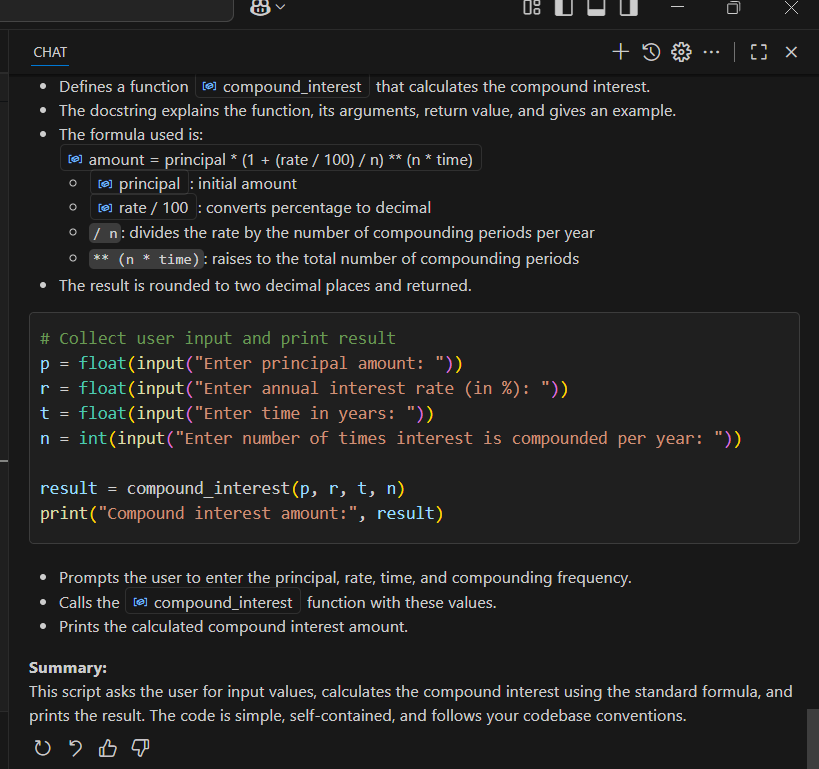 CHAT
Defines a function compound_interest that calculates the compound interest.
The docstring explains the function, its arguments, return value, and gives an example.
The formula used is:
amount = principal * (1 + (rate / 100) / n) ** (n * time)
principal : initial amount
rate / 100 : converts percentage to decimal
/ n: divides the rate by the number of compounding periods per year
** (n * time): raises to the total number of compounding periods
The result is rounded to two decimal places and returned.
# Collect user input and print result
p = float(input("Enter principal amount: "))
r = float(input("Enter annual interest rate (in %): "))
t = float(input("Enter time in years: "))
n = int(input("Enter number of times interest is compounded per year: "))
result = compound_interest(p, r, t, n)
print("Compound interest amount:", result)
Prompts the user to enter the principal, rate, time, and compounding frequency.
Calls the compound_interest function with these values.
Prints the calculated compound interest amount.
Summary:
This script asks the user for input values, calculates the compound interest using the standard formula, and
prints the result. The code is simple, self-contained, and follows your codebase conventions.